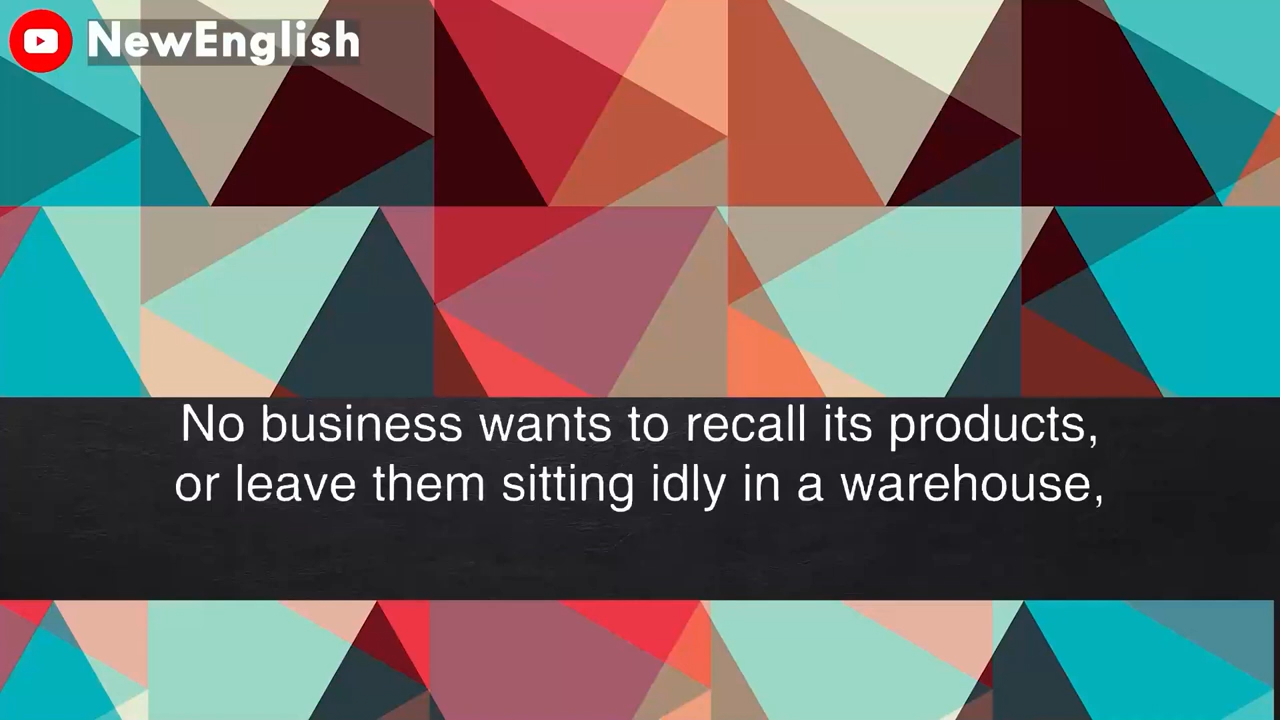 NewEnglish
No business wants to recall its products,
or leave them sitting idly in a warehouse,